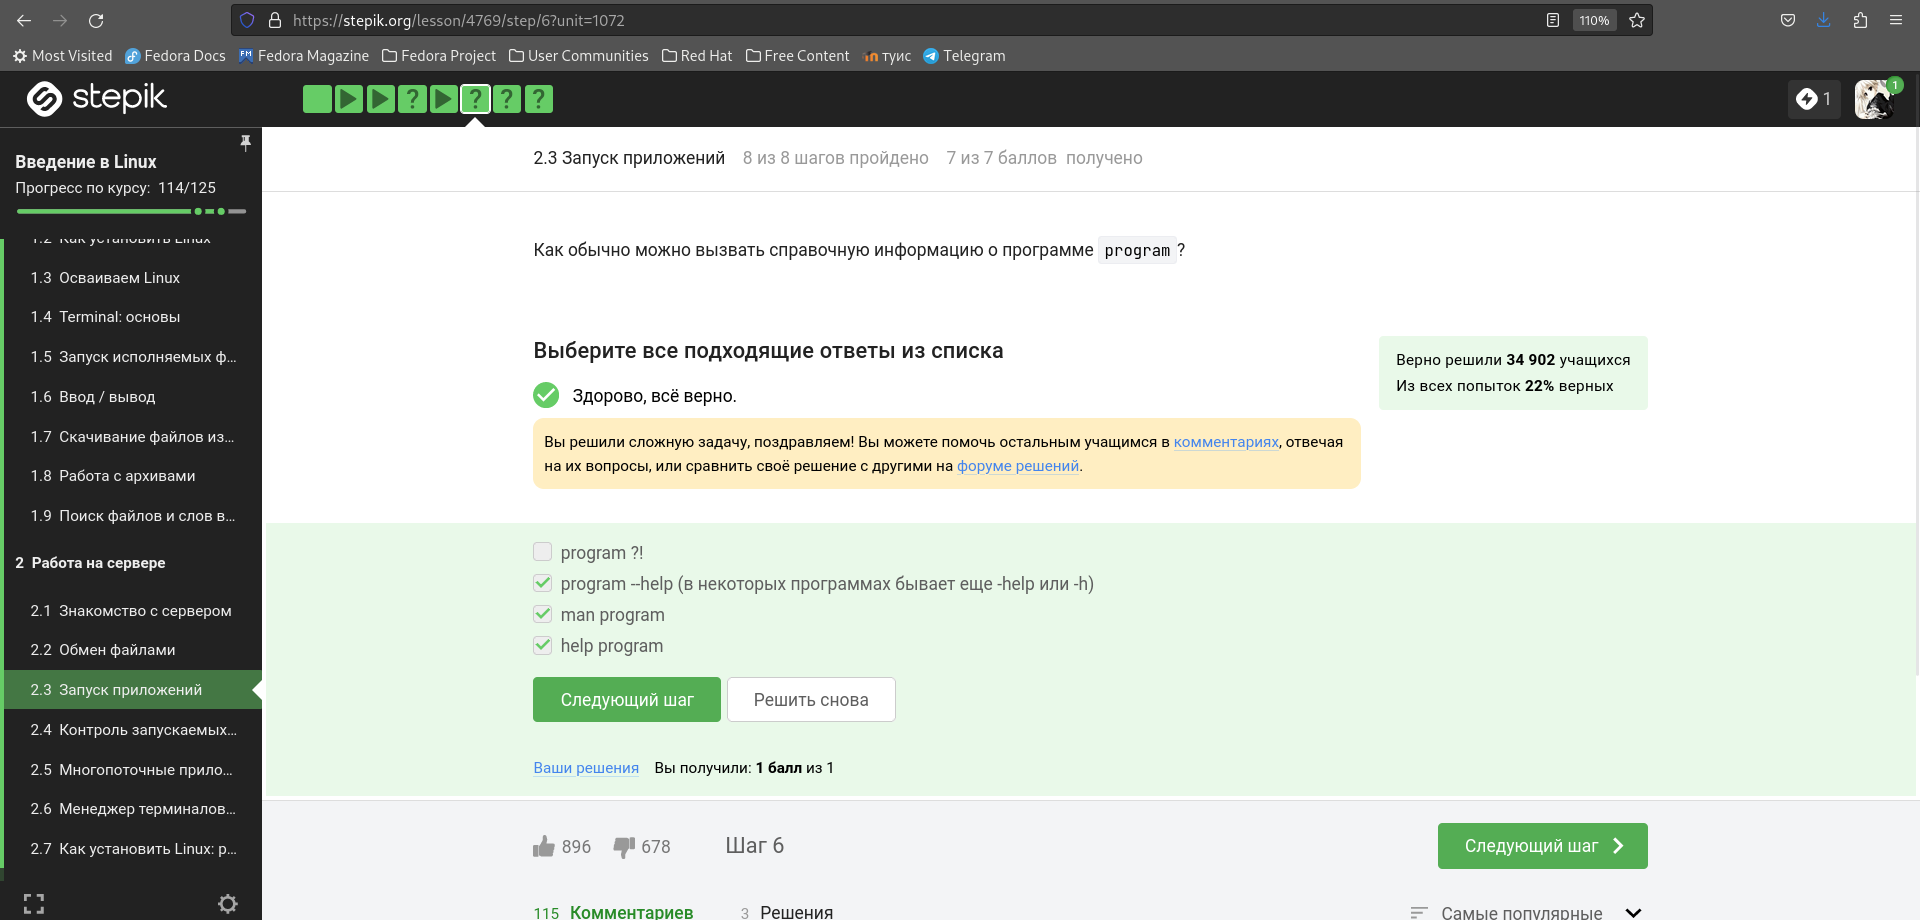 https://stepik.org/lesson/4769/step/6?unit=1072
110%
Most Visited Fedora Docs Fedora Magazine Fedora Project User Communities Red Hat Free Content туис Telegram
stepik
1
1
Введение в Linux
Прогресс по курсу: 114/125
1.2 Как установить Linux
1.3 Осваиваем Linux
1.4 Terminal: основы
1.5 Запуск исполняемых ф...
1.6 Ввод / вывод
1.7 Скачивание файлов из...
1.8 Работа с архивами
1.9 Поиск файлов и слов в...
2 Работа на сервере
2.1 Знакомство с сервером
2.2 Обмен файлами
2.3 Запуск приложений
2.4 Контроль запускаемых...
2.5 Многопоточные прило...
2.6 Менеджер терминалов...
2.7 Как установить Linux: р...
2.3 Запуск приложений 8 из 8 шагов пройдено 7 из 7 баллов получено
Как обычно можно вызвать справочную информацию о программе program?
Выберите все подходящие ответы из списка
Здорово, всё верно.
Вы решили сложную задачу, поздравляем! Вы можете помочь остальным учащимся в комментариях, отвечая
на их вопросы, или сравнить своё решение с другими на форуме решений.
Верно решили 34 902 учащихся
Из всех попыток 22% верных
program ?!
program --help (в некоторых программах бывает еще -help или -h)
man program
help program
Следующий шаг Решить снова
Ваши решения Вы получили: 1 балл из 1
896 678 Шаг 6 Следующий шаг
115 Комментариев 3 Решения Самые популярные